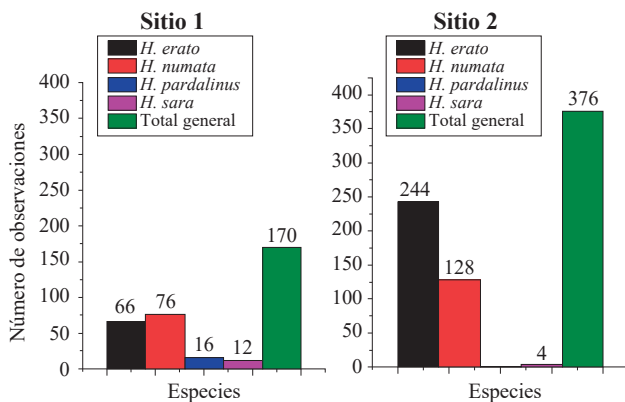 Sitio 1
H. erato
H. numata
H. pardalinus
H. sara
Total general
Número de observaciones
400
350
300
250
200
150
100
50
0
66
76
16
12
170
Especies
Sitio 2
H. erato
H. numata
H. pardalinus
H. sara
Total general
400
350
300
250
200
150
100
50
0
244
128
4
376
Especies